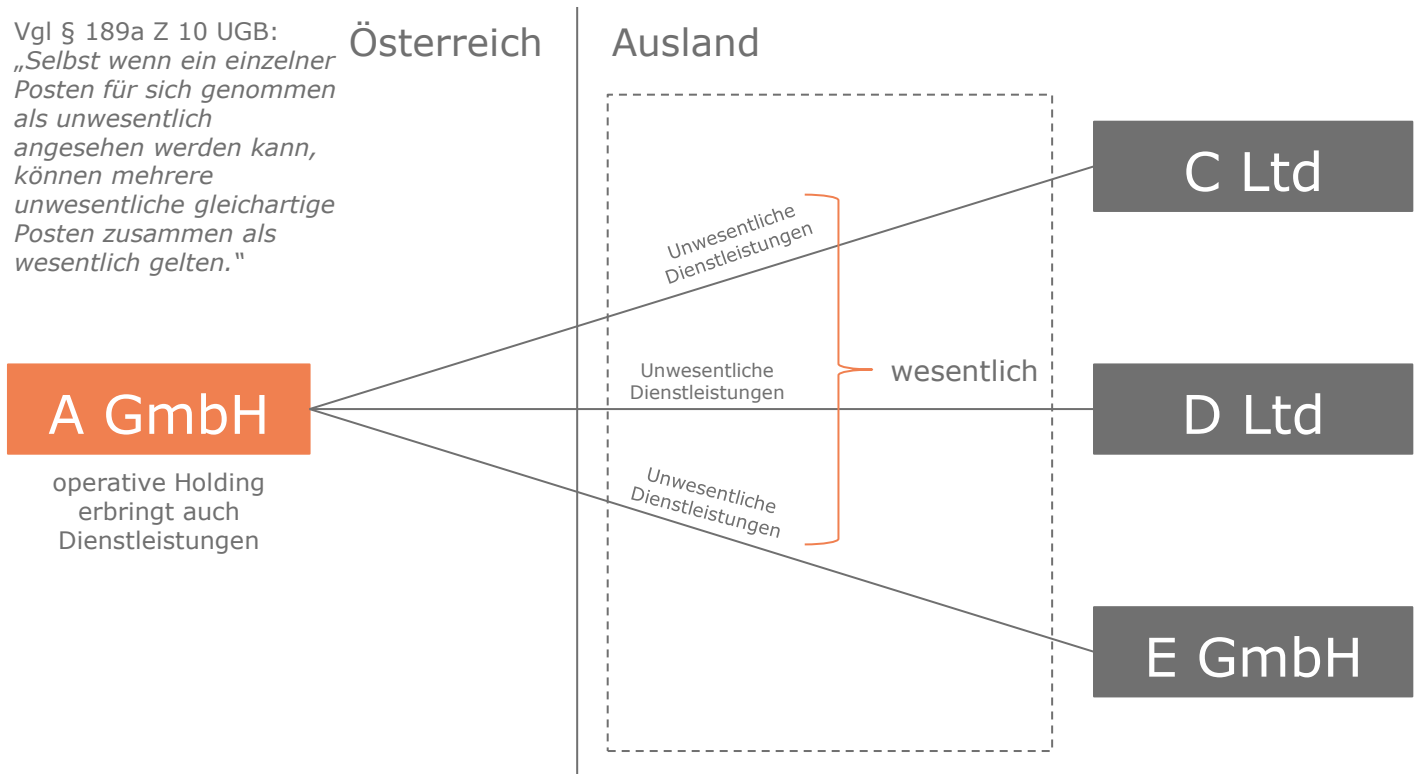 Vgl § 189a Z 10 UGB:
„Selbst wenn ein einzelner
Posten für sich genommen
als unwesentlich
angesehen werden kann,
können mehrere
unwesentliche gleichartige
Posten zusammen als
wesentlich gelten.“
Österreich
Ausland
C Ltd
Unwesentliche
Dienstleistungen
A GmbH
operative Holding
erbringt auch
Dienstleistungen
Unwesentliche
Dienstleistungen
wesentlich
D Ltd
Unwesentliche
Dienstleistungen
E GmbH